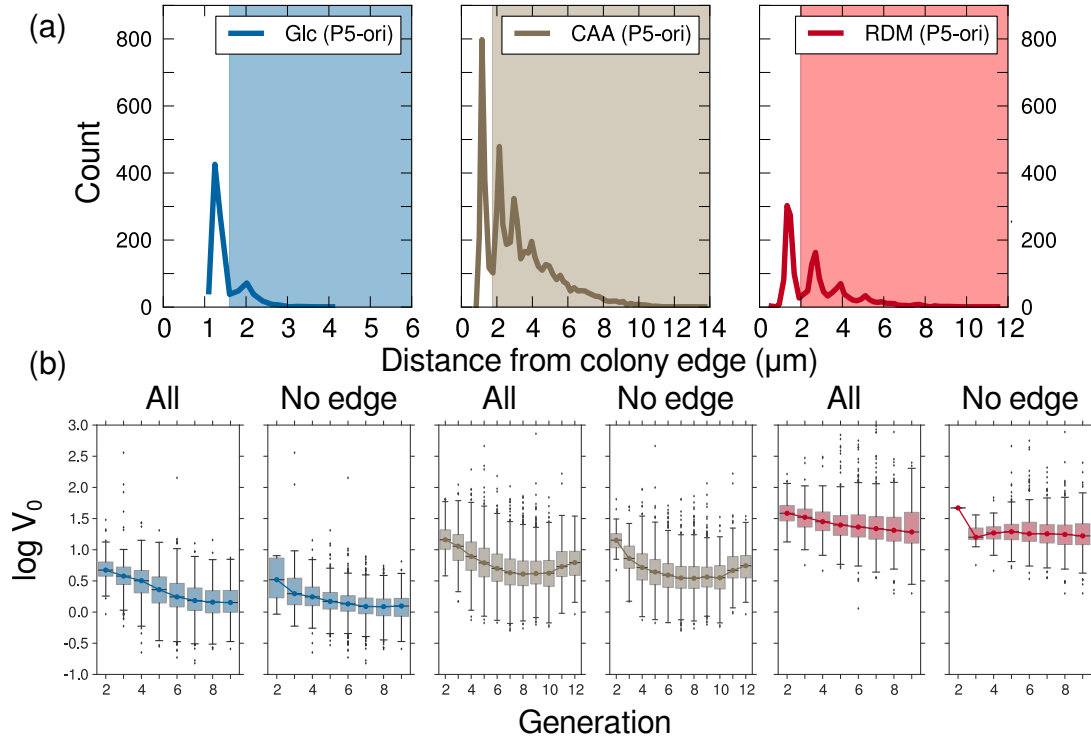 (a)
Glc (P5-ori)
CAA (P5-ori)
RDM (P5-ori)
Count
800
600
400
200
0
800
600
400
200
0
0 1 2 3 4 5 6
0 2 4 6 8 10 12 14
0 2 4 6 8 10 12
Distance from colony edge (μm)
(b)
All
No edge
All
No edge
All
No edge
log V0
3.0
2.5
2.0
1.5
1.0
0.5
0.0
-0.5
-1.0
2 4 6 8
2 4 6 8
2 4 6 8 10 12
2 4 6 8 10 12
2 4 6 8
2 4 6 8
Generation